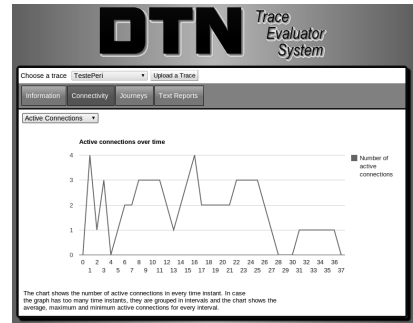 DTN
Trace
Evaluator
System
Choose a trace TestePeri Upload a Trace
Information Connectivity Journeys Text Reports
Active Connections
Active connections over time
4
3
2
1
0
Number of
active
connections
0 2 4 6 8 10 12 14 16 18 20 22 24 26 28 30 32 34 36
1 3 5 7 9 11 13 15 17 19 21 23 25 27 29 31 33 35 37
The chart shows the number of active connections in every time instant. In case
the graph has too many time instants, they are grouped in intervals and the chart shows the
average, maximum and minimum active connections for every interval.